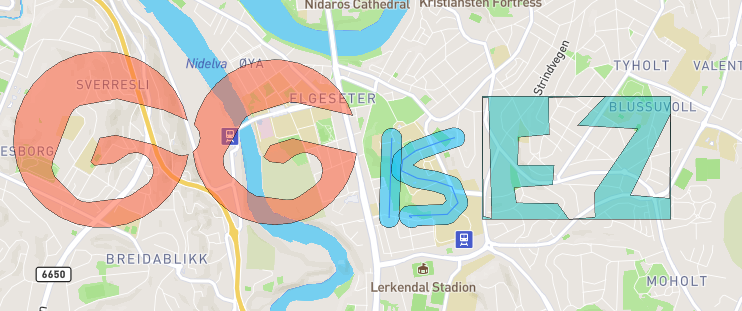 Nidaros Cathedral
Kristiansten Fortress
Nidelva ØYA
Strindvegen
TYHOLT
VALENT
SVERRESLI
ELGESETER
BLUSSUVOLL
ESBORG
GG is EZ
BREIDABLIKK
6650
Lerkendal Stadion
MOHOLT